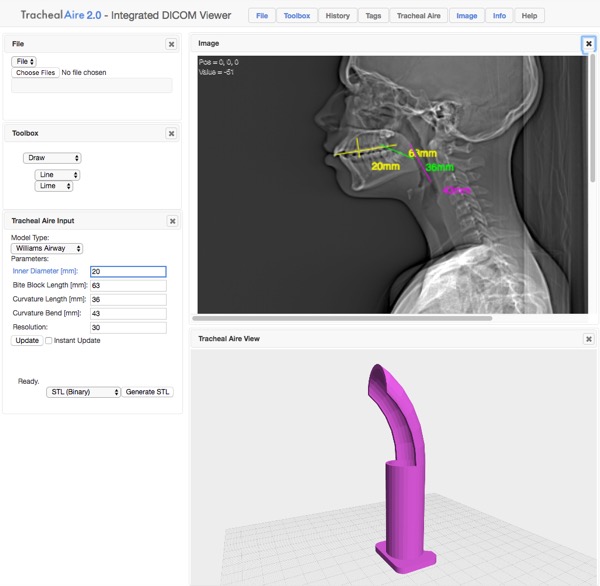 Tracheal Aire 2.0 - Integrated DICOM Viewer
File
Toolbox
History
Tags
Tracheal Aire
Image
Info
Help
File
File
Choose Files No file chosen
Toolbox
Draw
Line
Lime
Tracheal Aire Input
Model Type:
Williams Airway
Parameters:
Inner Diameter [mm]: 20
Bite Block Length [mm]: 63
Curvature Length [mm]: 36
Curvature Bend [mm]: 43
Resolution: 30
Update Instant Update
Ready.
STL (Binary) Generate STL
Image
Pos = 0, 0, 0
Value = -51
63mm
20mm
36mm
Tracheal Aire View